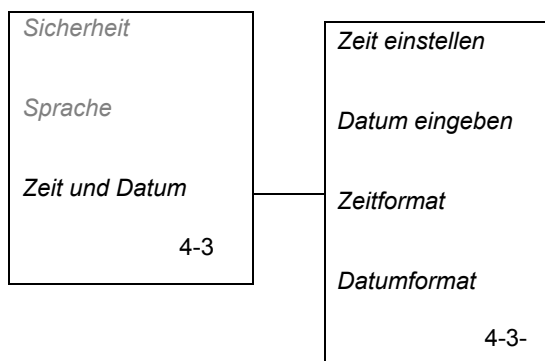 Sicherheit
Sprache
Zeit und Datum
4-3
Zeit einstellen
Datum eingeben
Zeitformat
Datumformat
4-3-